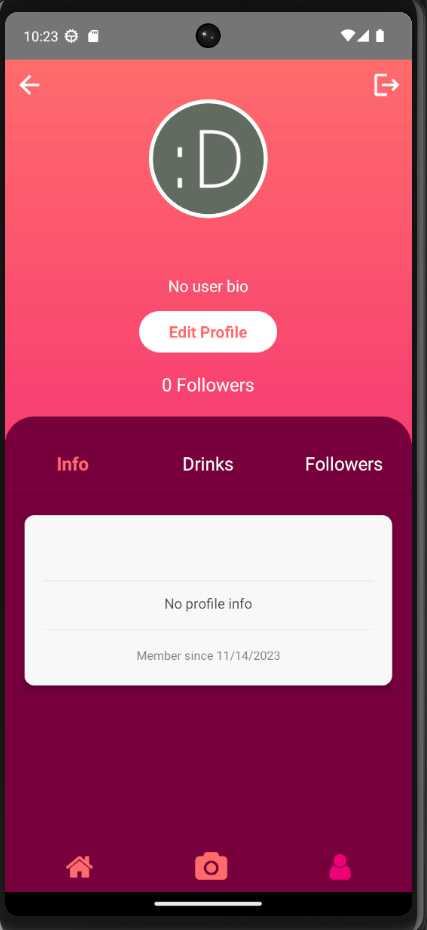 10:23
:D
No user bio
Edit Profile
0 Followers
Info Drinks Followers
No profile info
Member since 11/14/2023